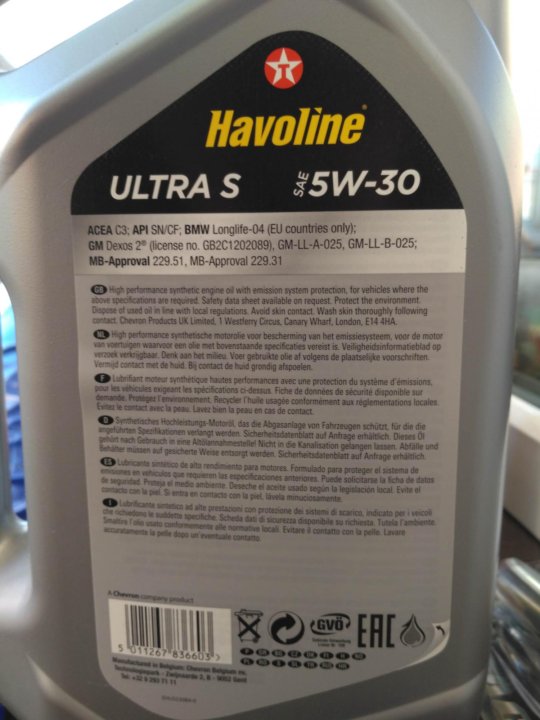 Havoline®
ULTRA S SAE 5W-30
ACEA C3; API SN/CF; BMW Longlife-04 (EU countries only);
GM Dexos 2® (license no. GB2C1202089), GM-LL-A-025, GM-LL-B-025;
MB-Approval 229.51, MB-Approval 229.31
GB High performance synthetic engine oil with emission system protection, for vehicles where the
above specifications are required. Safety data sheet available on request. Protect the environment.
Dispose of used oil in line with local regulations. Avoid skin contact. Wash skin thoroughly following
contact. Chevron Products UK Limited, 1 Westferry Circus, Canary Wharf, London, E14 4HA.
NL High performance synthetische motorolie voor bescherming van het emissiesysteem, voor de motor
van voertuigen waarvoor een olie met bovenstaande specificaties vereist is. Veiligheidsinformatieblad op
verzoek verkrijgbaar. Denk aan het milieu. Voer gebruikte olie af volgens de plaatselijke voorschriften.
Vermijd contact met de huid. Bij contact de huid grondig afspoelen.
F Lubrifiant moteur synthétique hautes performances avec une protection du système d'émissions,
pour les véhicules exigeant les spécifications ci-dessus. Fiche de données de sécurité disponible sur
demande. Protégez l'environnement. Recycler l'huile usagée conformément aux réglementations locales.
Évitez le contact avec la peau. Lavez bien la peau en cas de contact.
D Synthetisches Hochleistungs-Motoröl, das die Abgasanlage von Fahrzeugen schützt, für die die
angeführten Spezifikationen verlangt werden. Sicherheitsdatenblatt auf Anfrage erhältlich. Dieses Öl
gehört nach Gebrauch in eine Altölannahmestelle! Nicht in die Kanalisation gelangen lassen. Abfälle und
Behälter müssen auf gesicherte Weise entsorgt werden. Sicherheitsdatenblatt auf Anfrage erhältlich.
ES Lubricante sintético de alto rendimiento para motores. Formulado para proteger el sistema de
emisiones en vehículos que requieren las especificaciones anteriores. Puede solicitarse la ficha de datos
de seguridad. Proteja el medio ambiente. Deseche el aceite usado según la legislación local. Evite el
contacto con la piel. Si entra en contacto con la piel, lávela minuciosamente.
I Lubrificante sintetico ad alte prestazioni con protezione dei sistemi di scarico, indicato per i veicoli
che richiedono le suddette specifiche. Scheda dati di sicurezza disponibile su richiesta. Tutela l'ambiente.
Smaltire l'olio usato conformemente alle normative locali. Evitare il contatto con la pelle. Lavare
accuratamente la pelle dopo un'eventuale contatto.
A Chevron company product
5 011267 836603
GVÖ
EAC
Manufactured in Belgium: Chevron Belgium nv,
Technologiepark - Zwijnaarde 2, B - 9052 Gent
Tel: +32 9 293 71 11